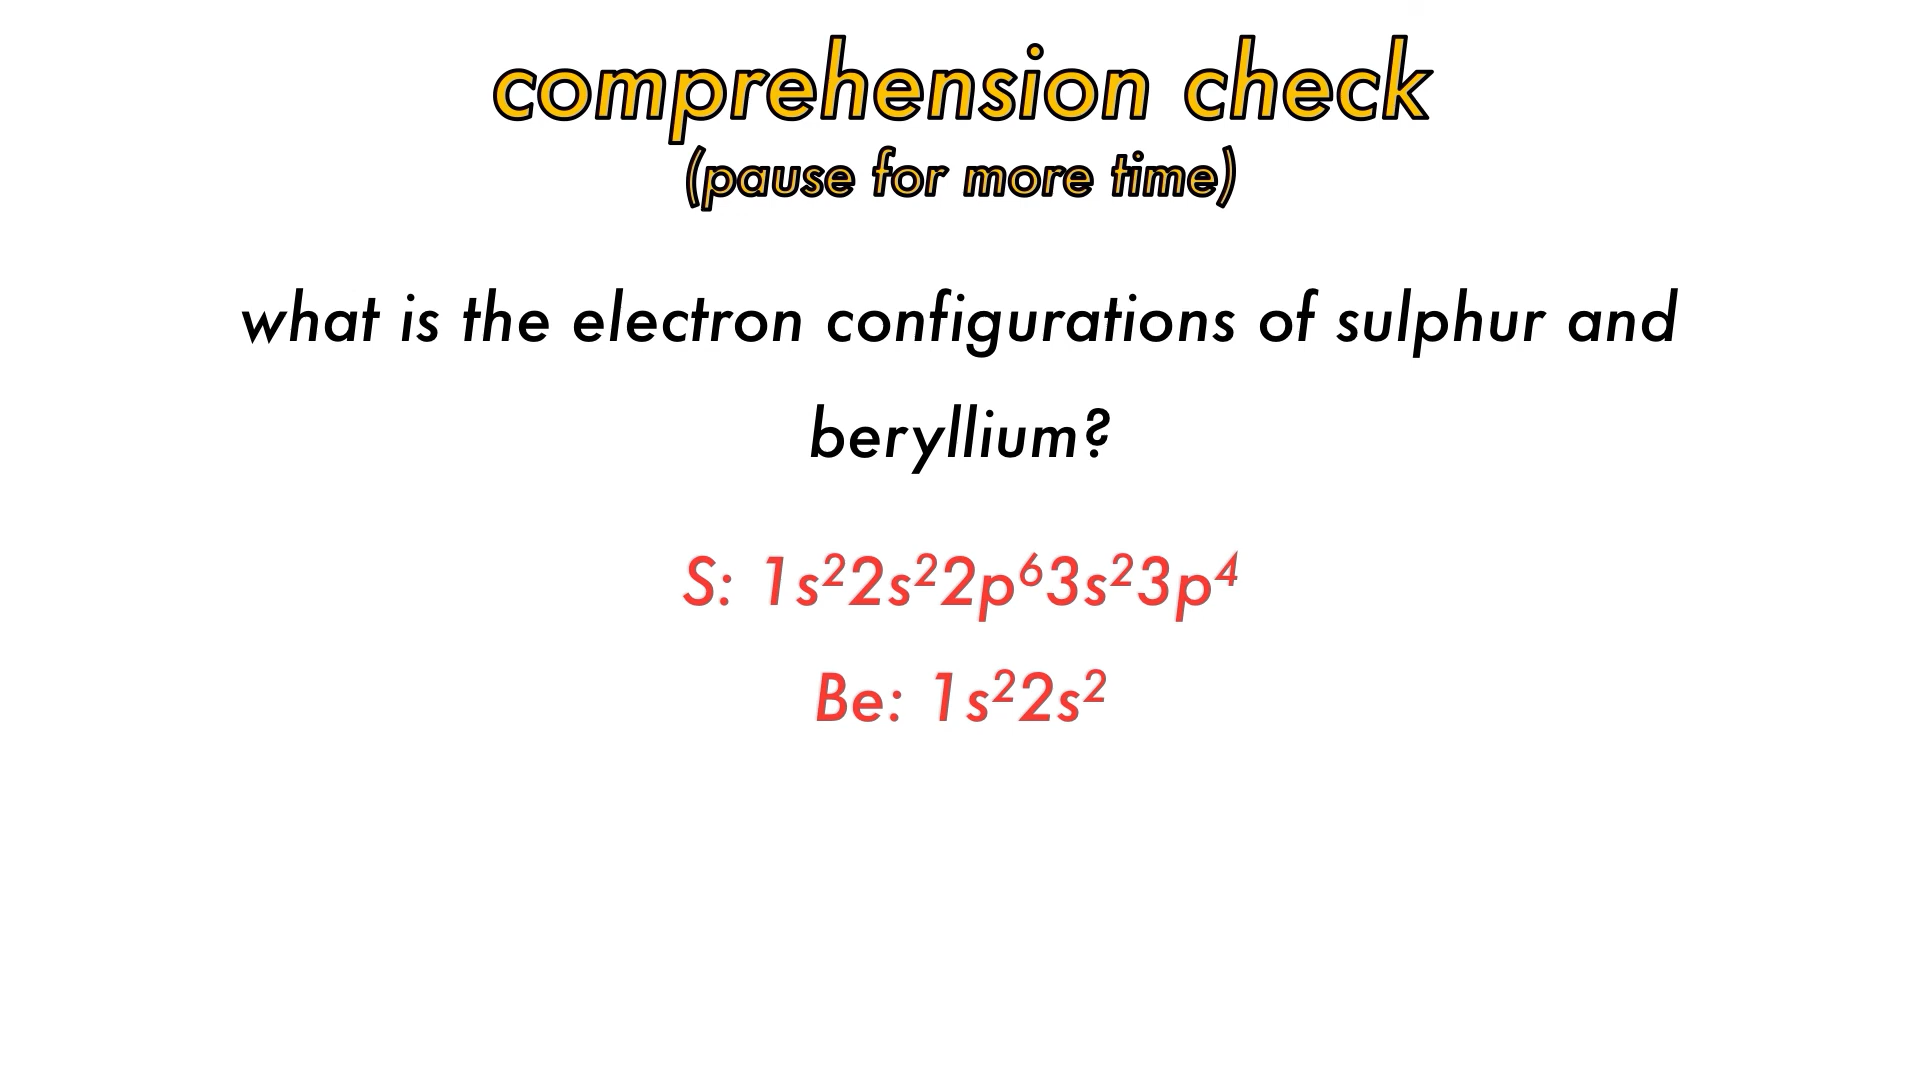 comprehension check
(pause for more time)
what is the electron configurations of sulphur and
beryllium?
S: 1s²2s²2p⁶3s²3p⁴
Be: 1s²2s²